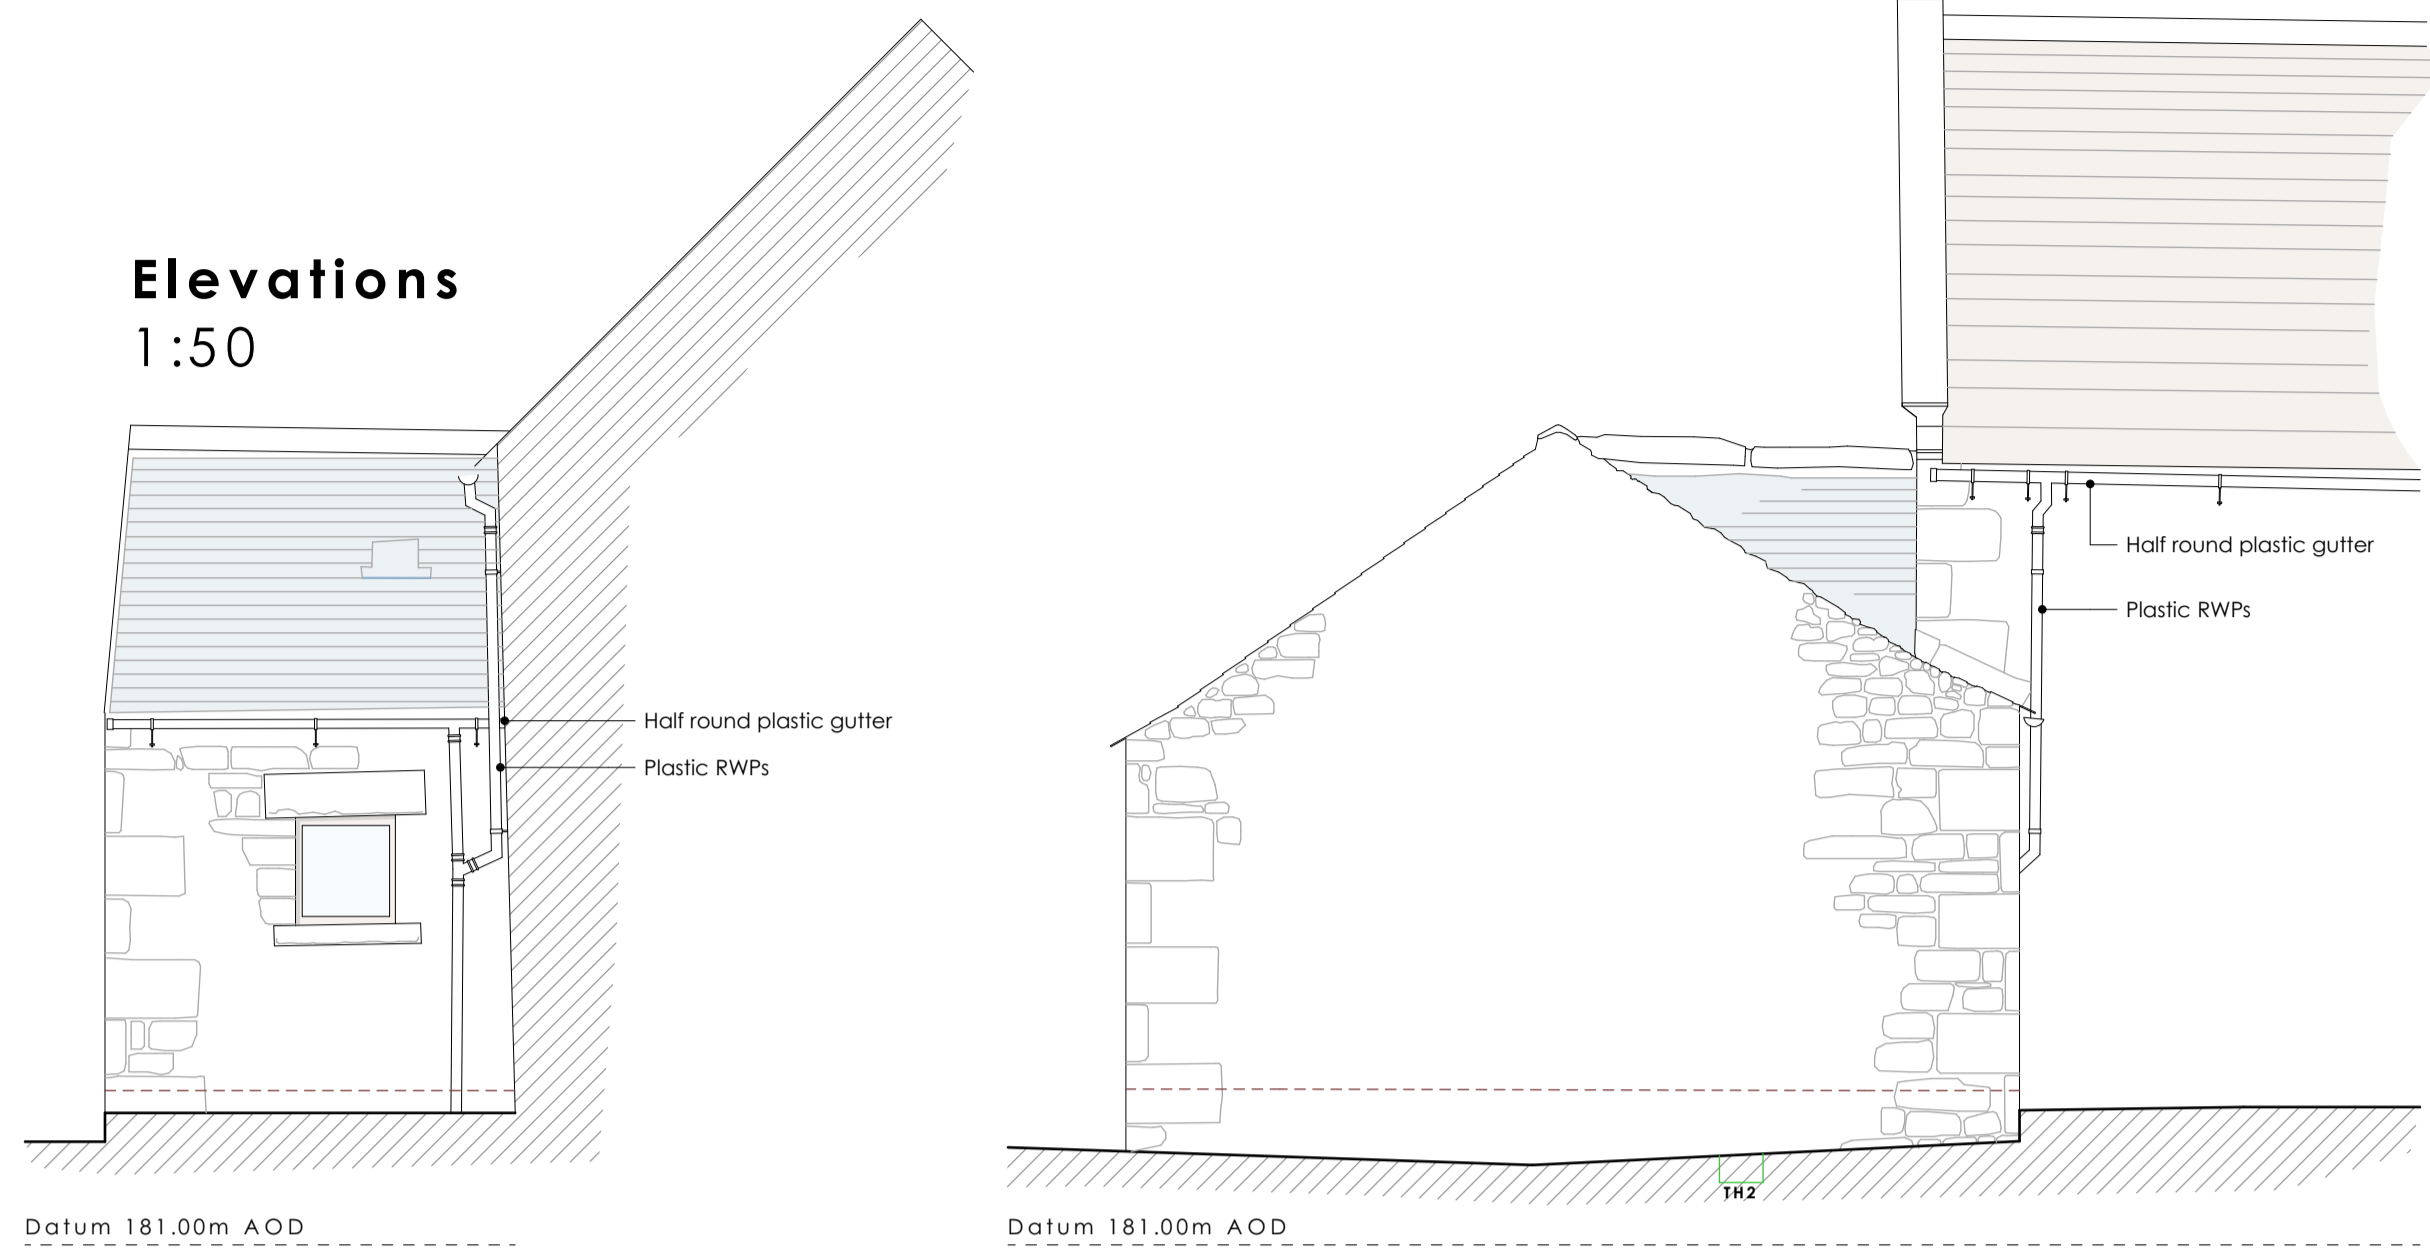 Elevations
1:50
Half round plastic gutter
Plastic RWPs
Half round plastic gutter
Plastic RWPs
TH2
Datum 181.00m AOD
Datum 181.00m AOD